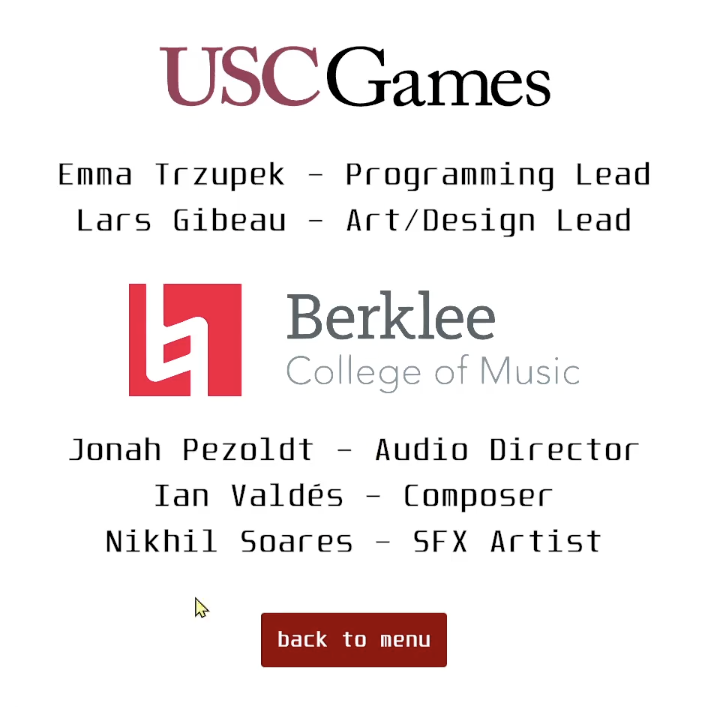 USC Games
Emma Trzupek - Programming Lead
Lars Gibeau - Art/Design Lead
Berklee
College of Music
Jonah Pezoldt - Audio Director
Ian Valdés - Composer
Nikhil Soares - SFX Artist
back to menu